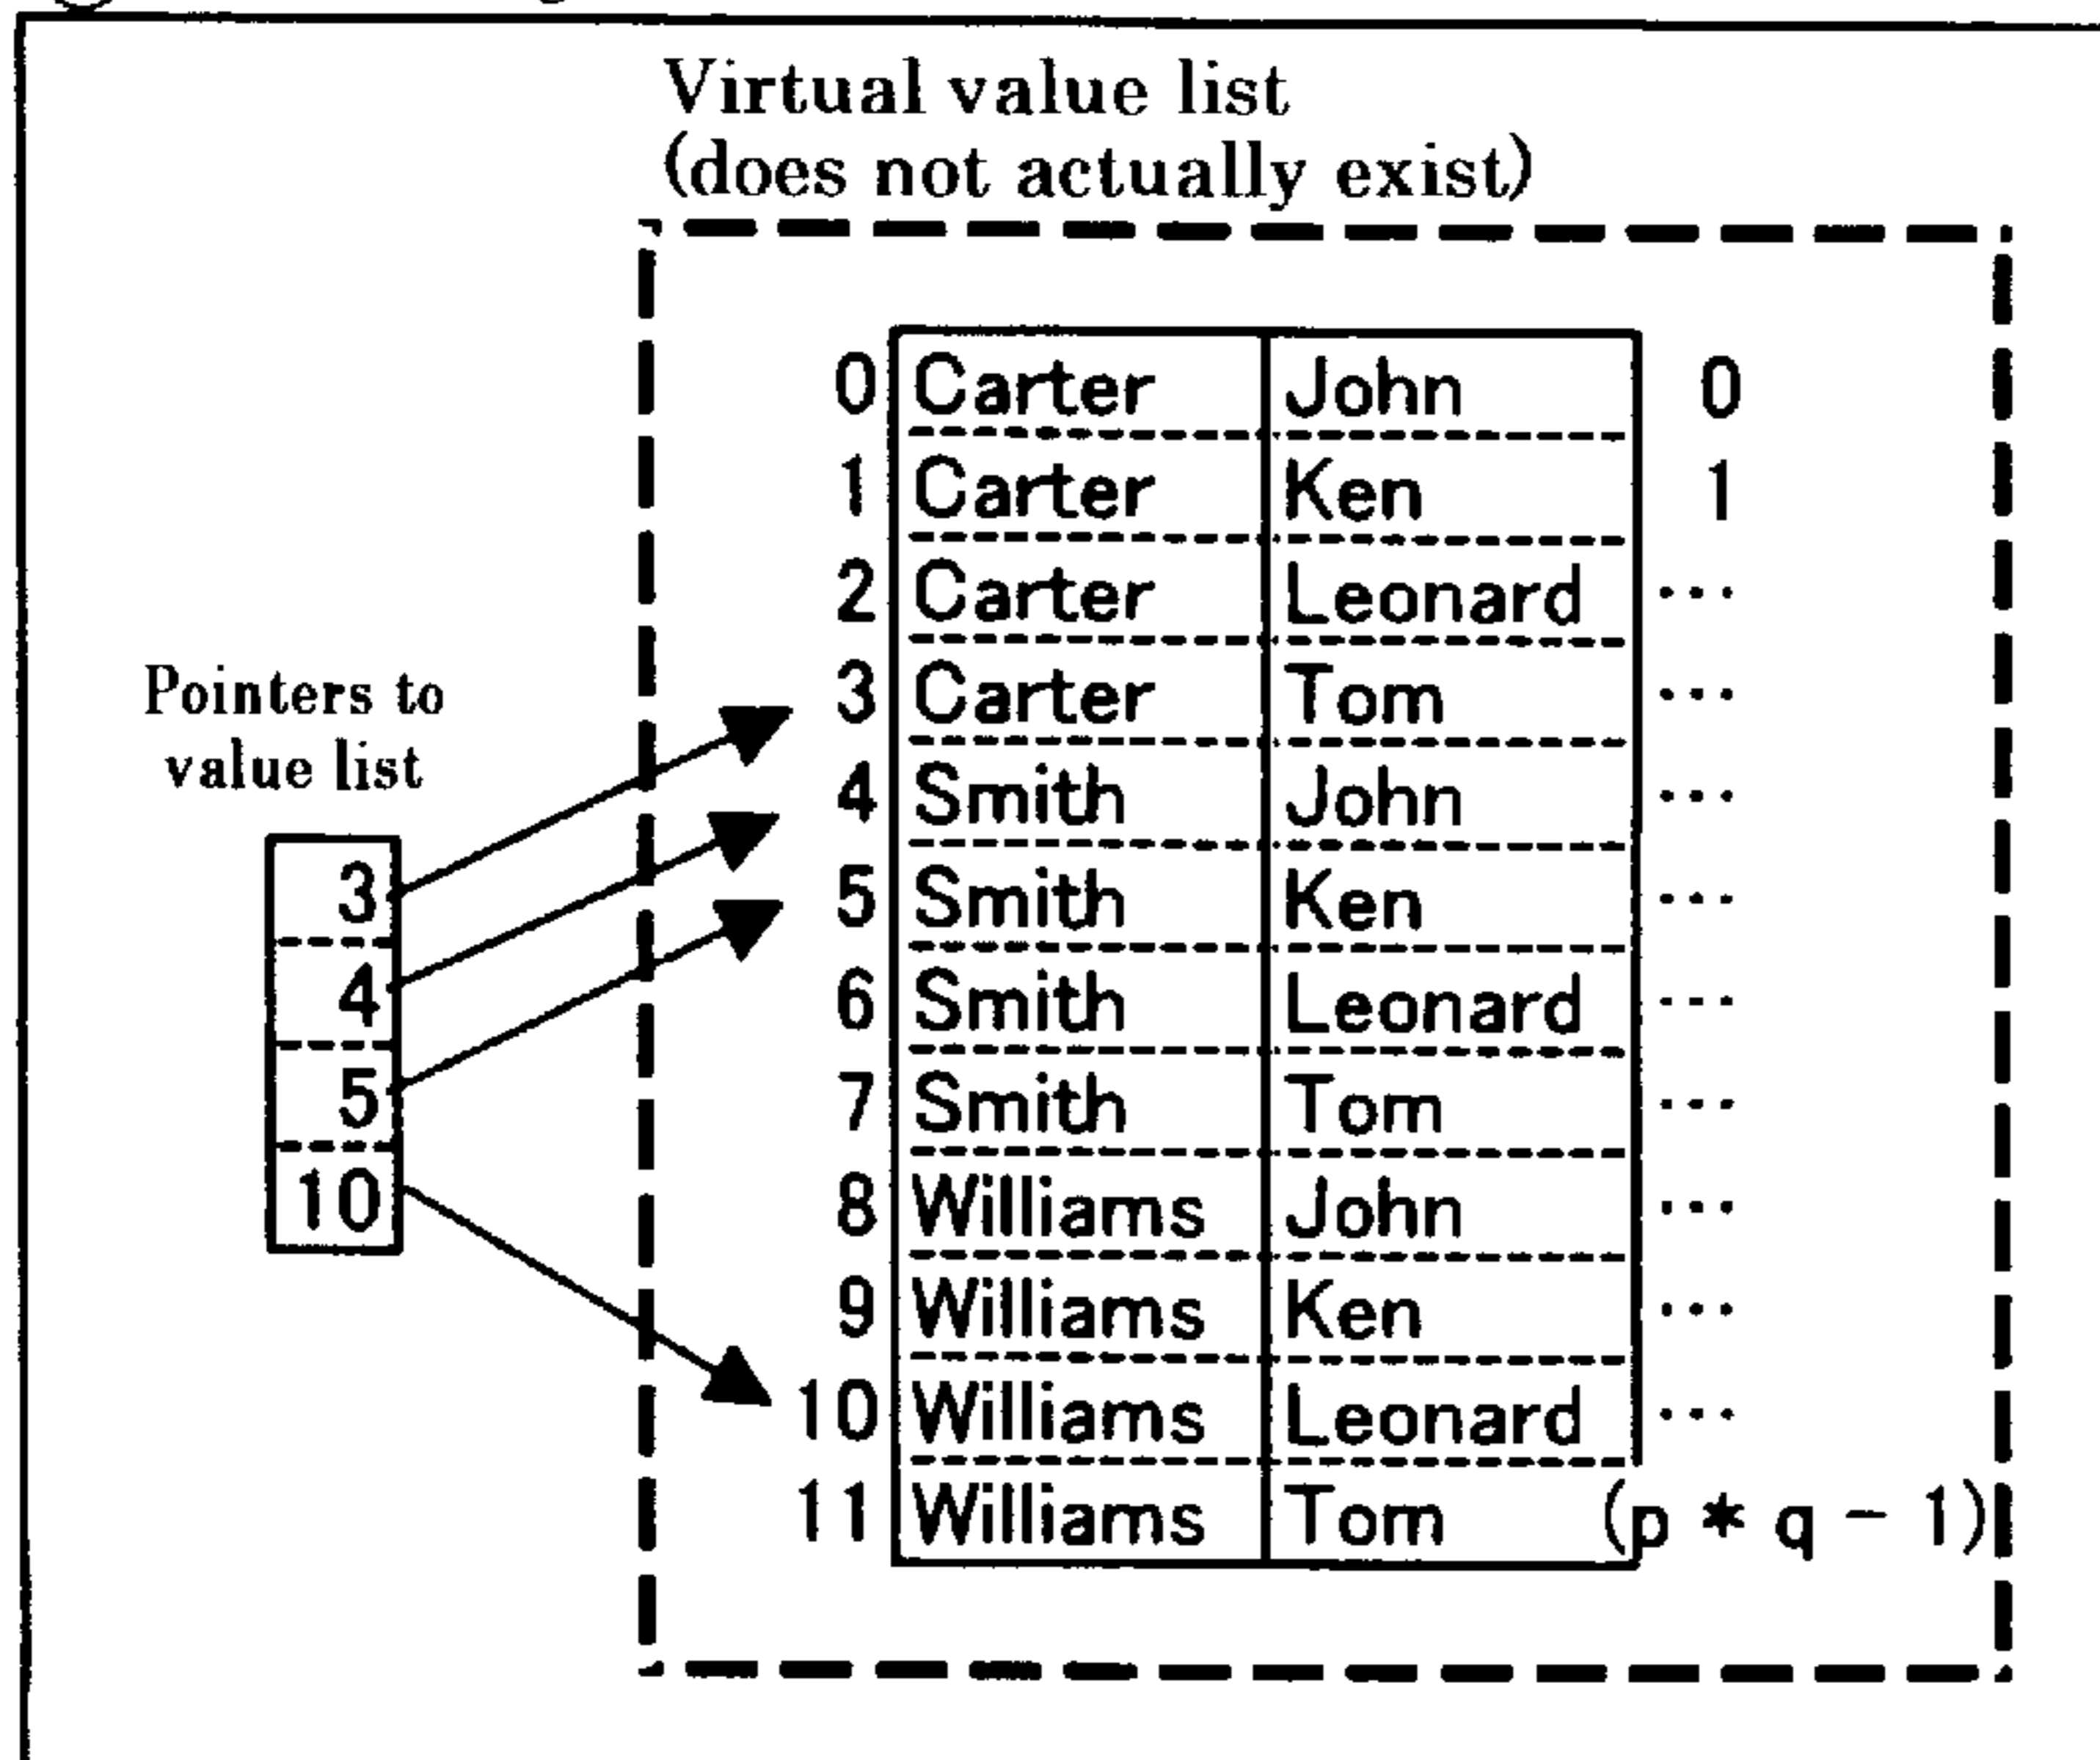 Virtual value list
(does not actually exist)
Pointers to
value list
3
4
5
10
0 Carter John 0
1 Carter Ken 1
2 Carter Leonard ...
3 Carter Tom ...
4 Smith John ...
5 Smith Ken ...
6 Smith Leonard ...
7 Smith Tom ...
8 Williams John ...
9 Williams Ken ...
10 Williams Leonard ...
11 Williams Tom (p * q - 1)